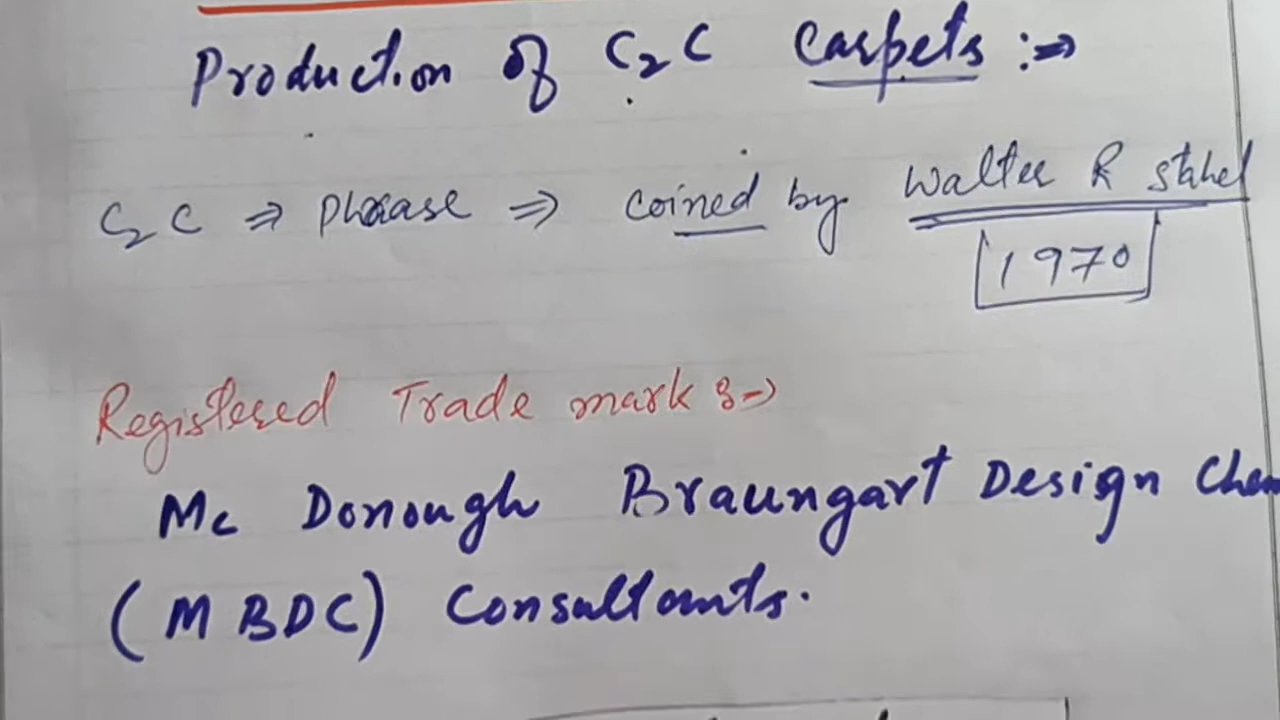 Production of C2C Carpets :⇒
C2C ⇒ Phrase ⇒ coined by Walter R Stahel
1970
Registered Trade mark :→
Mc Donough Braungart Design Chem
(MBDC) Consultants.